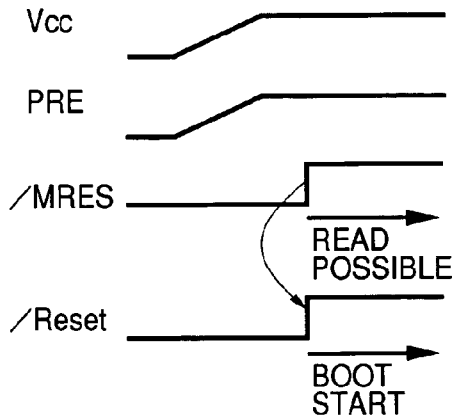 Vcc
PRE
/MRES
READ
POSSIBLE
/Reset
BOOT
START